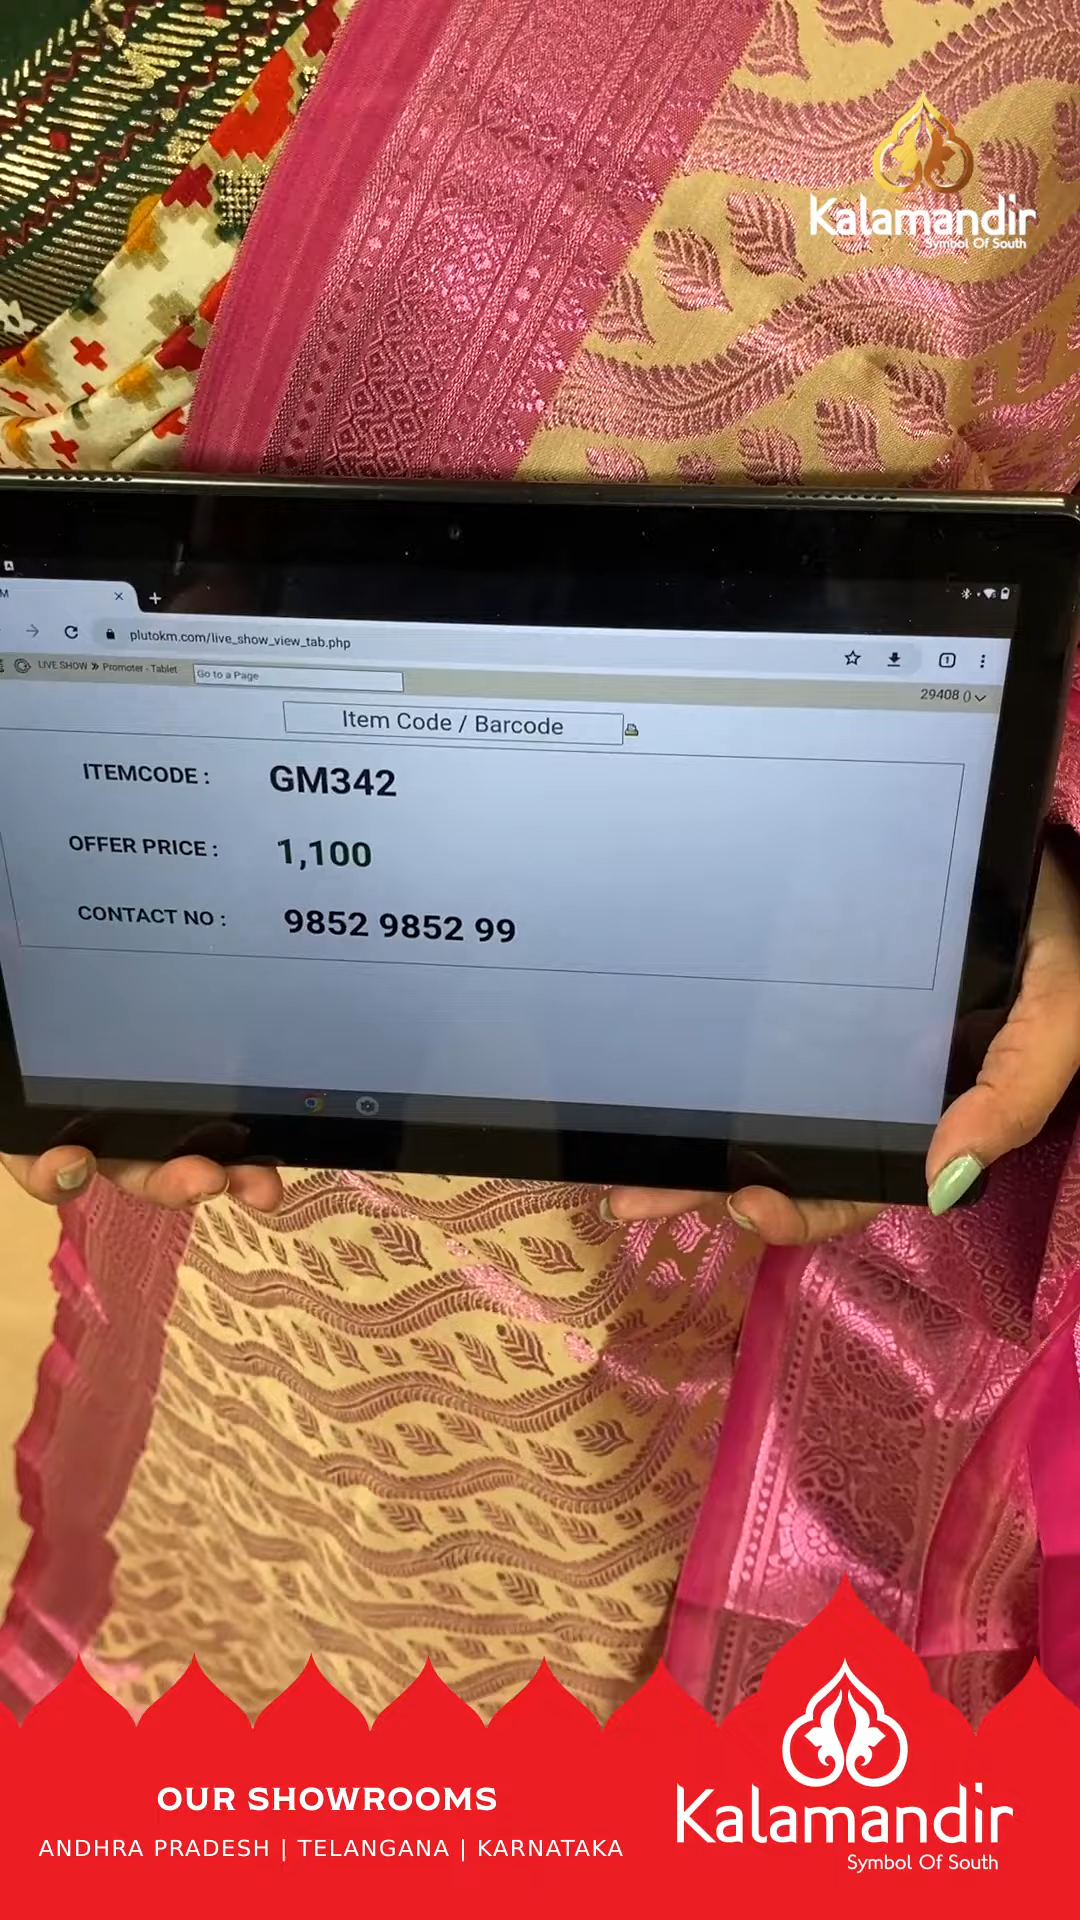 Kalamandir
Symbol Of South
M
plutokm.com/live_show_view_tab.php
LIVE SHOW » Promoter - Tablet
Go to a Page
29408 ()
Item Code / Barcode
ITEMCODE : GM342
OFFER PRICE : 1,100
CONTACT NO : 9852 9852 99
OUR SHOWROOMS
ANDHRA PRADESH | TELANGANA | KARNATAKA
Kalamandir
Symbol Of South